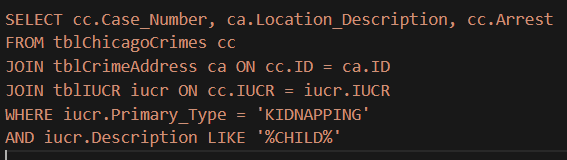 SELECT cc.Case_Number, ca.Location_Description, cc.Arrest
FROM tblChicagoCrimes cc
JOIN tblCrimeAddress ca ON cc.ID = ca.ID
JOIN tblIUCR iucr ON cc.IUCR = iucr.IUCR
WHERE iucr.Primary_Type = 'KIDNAPPING'
AND iucr.Description LIKE '%CHILD%'